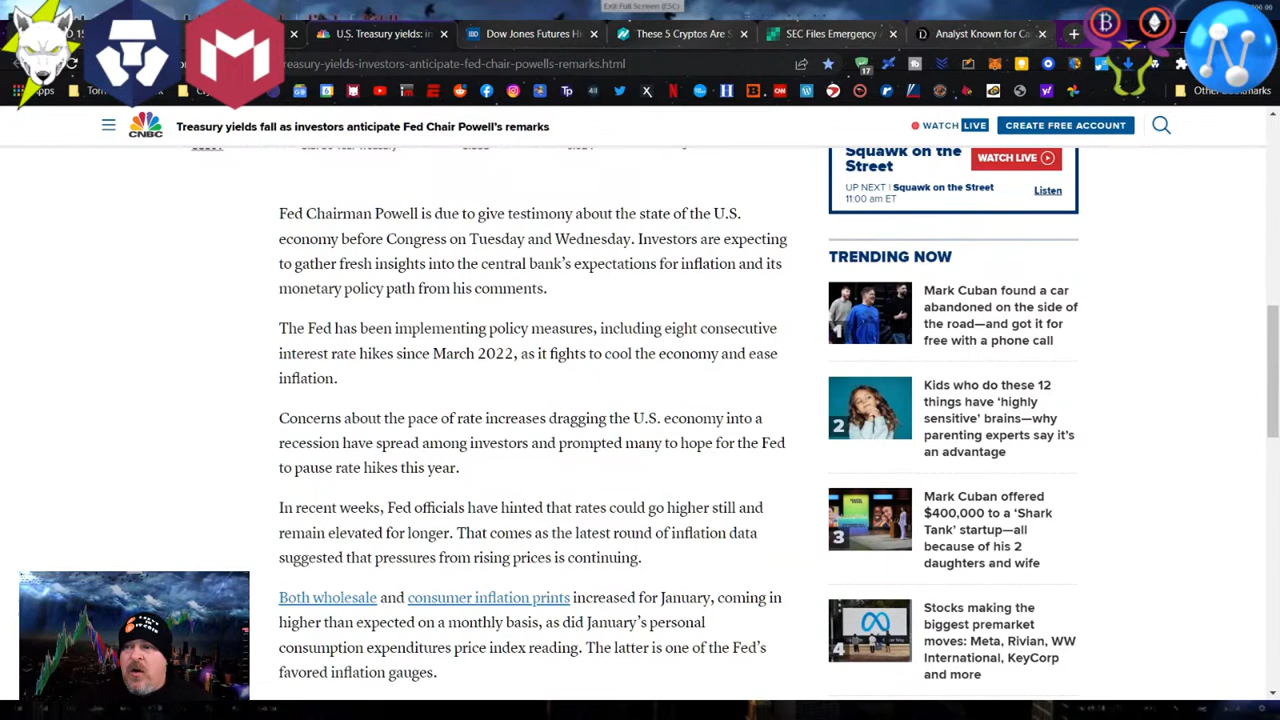 Exit Full Screen (ESC)
U.S. Treasury yields in
Dow Jones Futures H
These 5 Cryptos Are S
SEC Files Emergency
Analyst Known for Ca
easury-yields-investors-anticipate-fed-chair-powells-remarks.html
17
Other Bookmarks
CNBC
Treasury yields fall as investors anticipate Fed Chair Powell's remarks
WATCH LIVE
CREATE FREE ACCOUNT
Squawk on the
Street
WATCH LIVE
UP NEXT | Squawk on the Street
11:00 am ET
Listen
Fed Chairman Powell is due to give testimony about the state of the U.S.
economy before Congress on Tuesday and Wednesday. Investors are expecting
to gather fresh insights into the central bank's expectations for inflation and its
monetary policy path from his comments.
The Fed has been implementing policy measures, including eight consecutive
interest rate hikes since March 2022, as it fights to cool the economy and ease
inflation.
Concerns about the pace of rate increases dragging the U.S. economy into a
recession have spread among investors and prompted many to hope for the Fed
to pause rate hikes this year.
In recent weeks, Fed officials have hinted that rates could go higher still and
remain elevated for longer. That comes as the latest round of inflation data
suggested that pressures from rising prices is continuing.
Both wholesale and consumer inflation prints increased for January, coming in
higher than expected on a monthly basis, as did January's personal
consumption expenditures price index reading. The latter is one of the Fed's
favored inflation gauges.
TRENDING NOW
1
Mark Cuban found a car
abandoned on the side of
the road—and got it for
free with a phone call
2
Kids who do these 12
things have 'highly
sensitive' brains—why
parenting experts say it's
an advantage
3
Mark Cuban offered
$400,000 to a 'Shark
Tank' startup—all
because of his 2
daughters and wife
4
Stocks making the
biggest premarket
moves: Meta, Rivian, WW
International, KeyCorp
and more